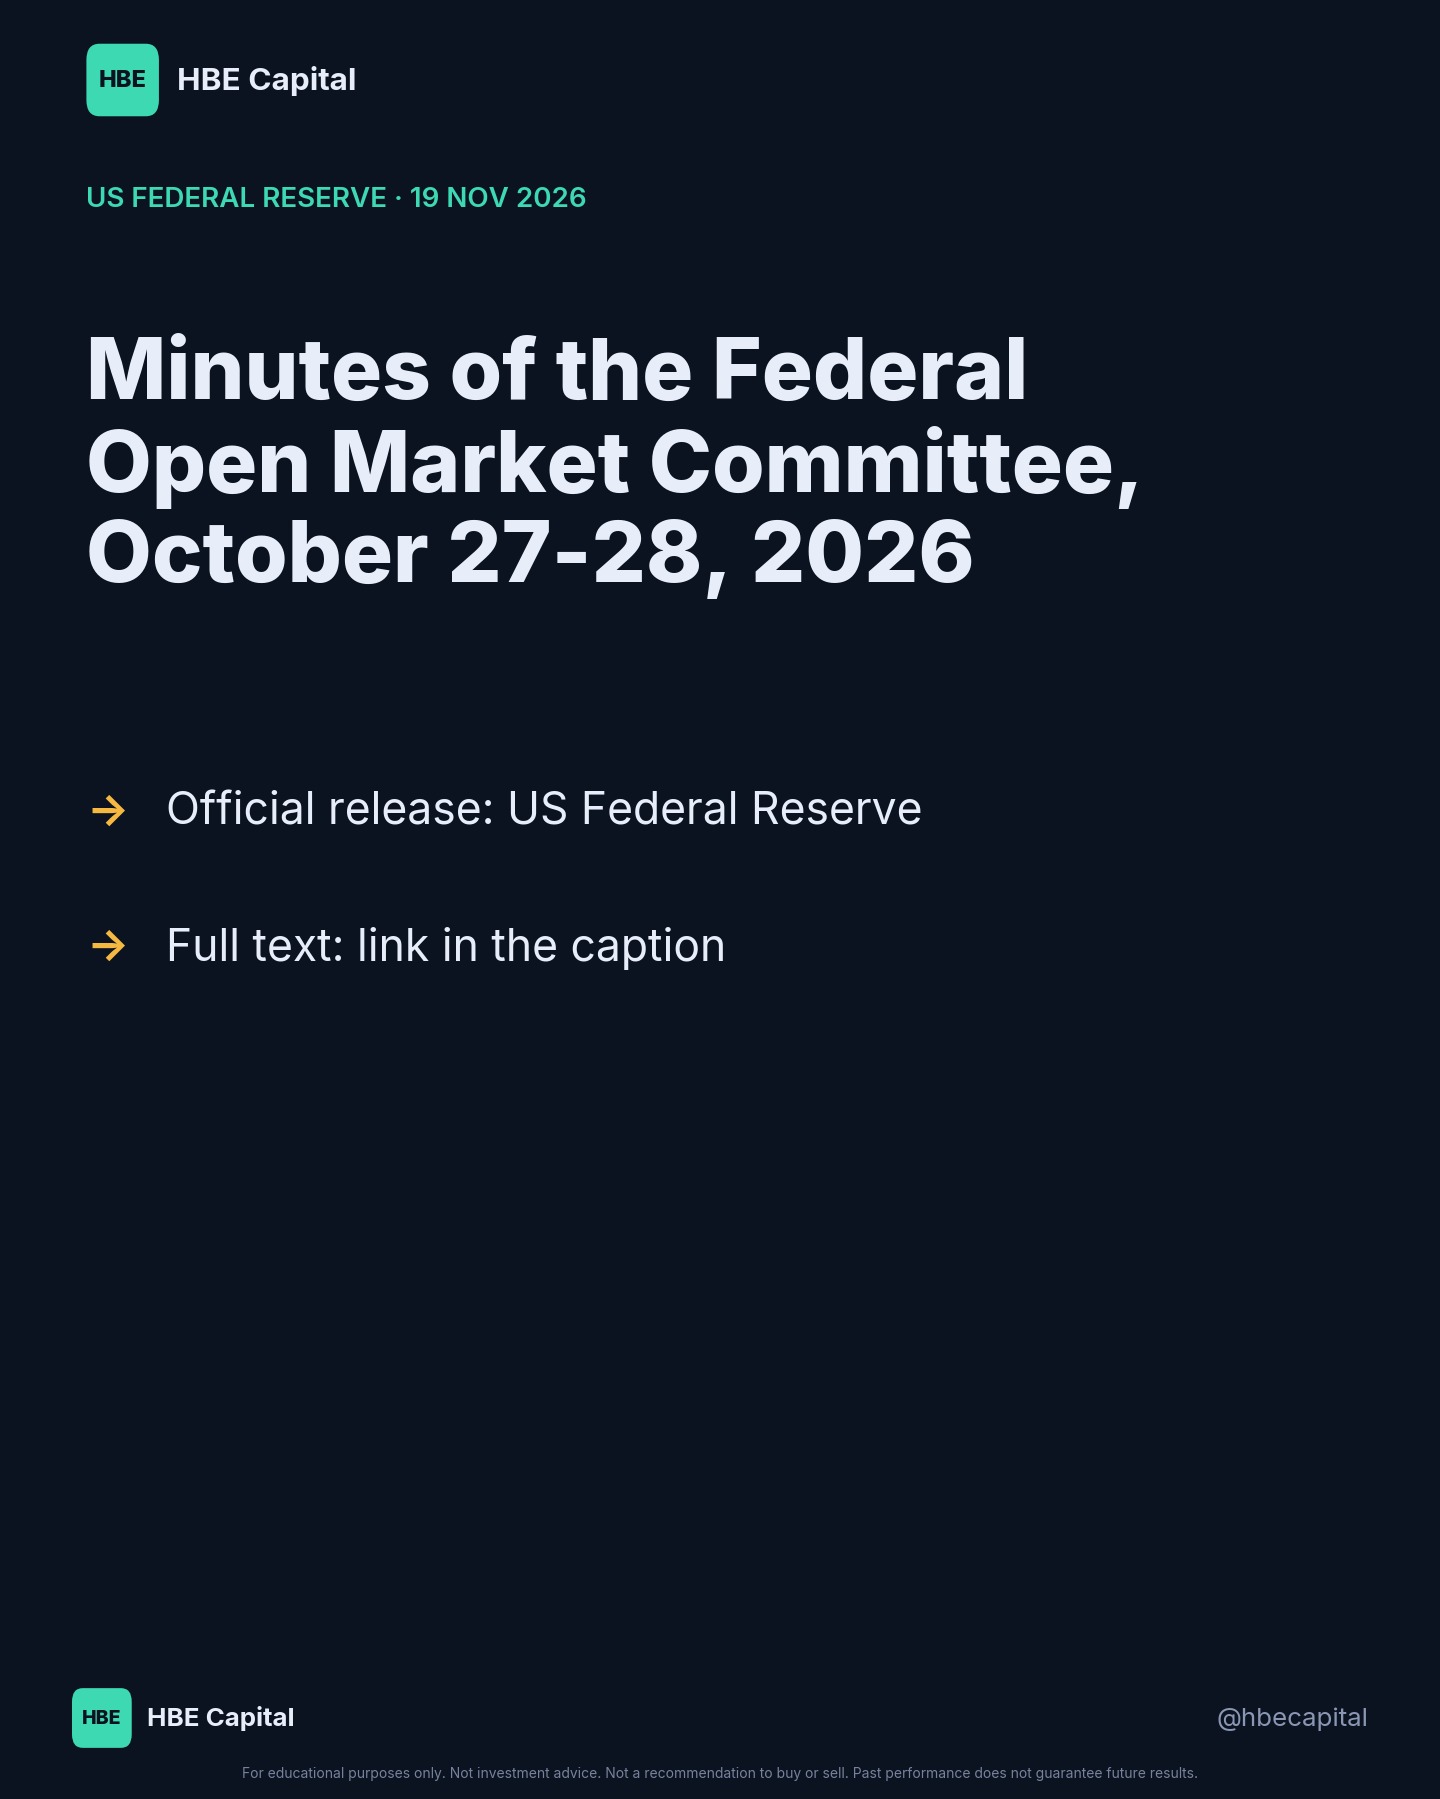 HBE
HBE Capital
US FEDERAL RESERVE · 19 NOV 2026
Minutes of the Federal
Open Market Committee,
October 27-28, 2026
→ Official release: US Federal Reserve
→ Full text: link in the caption
HBE
HBE Capital
@hbecapital
For educational purposes only. Not investment advice. Not a recommendation to buy or sell. Past performance does not guarantee future results.